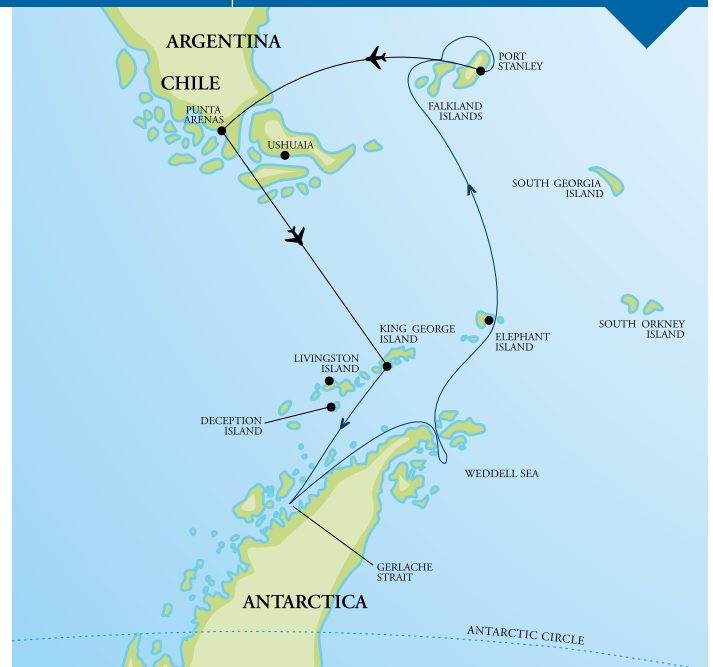 ARGENTINA
CHILE
PUNTA
ARENAS
USHUAIA
PORT
STANLEY
FALKLAND
ISLANDS
SOUTH GEORGIA
ISLAND
SOUTH ORKNEY
ISLAND
ELEPHANT
ISLAND
KING GEORGE
ISLAND
LIVINGSTON
ISLAND
DECEPTION
ISLAND
WEDDELL SEA
GERLACHE
STRAIT
ANTARCTICA
ANTARCTIC CIRCLE